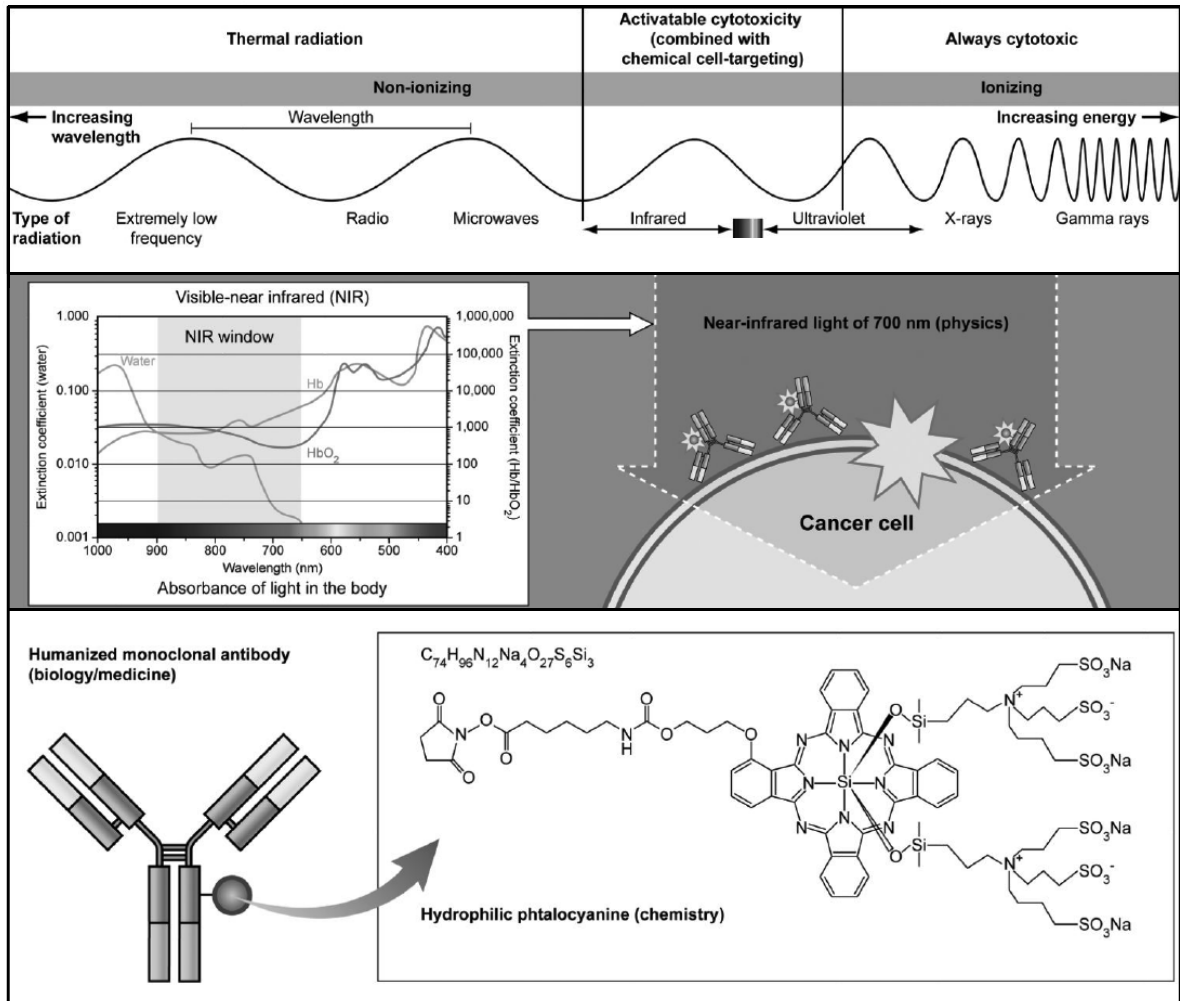 Thermal radiation
Activatable cytotoxicity
(combined with
chemical cell-targeting)
Always cytotoxic
Non-ionizing
Ionizing
Increasing
wavelength
Wavelength
Increasing energy
Type of
radiation
Extremely low
frequency
Radio
Microwaves
Infrared
Ultraviolet
X-rays
Gamma rays
Visible-near infrared (NIR)
Extinction coefficient (water)
1.000
0.100
0.010
0.001
NIR window
Water
Hb
HbO2
1,000,000
100,000
10,000
1,000
100
10
1
Extinction coefficient (Hb/HbO2)
1000
900
800
700
600
500
400
Wavelength (nm)
Absorbance of light in the body
Near-infrared light of 700 nm (physics)
Cancer cell
Humanized monoclonal antibody
(biology/medicine)
C74H96N12Na4O27S6Si3
O
N
O
O
O
N
H
O
O
O
N
N
N
N
N
Si
N
N
N
O
Si
N+
SO3Na
SO3-
SO3Na
O
Si
N+
SO3Na
SO3-
SO3Na
Hydrophilic phtalocyanine (chemistry)